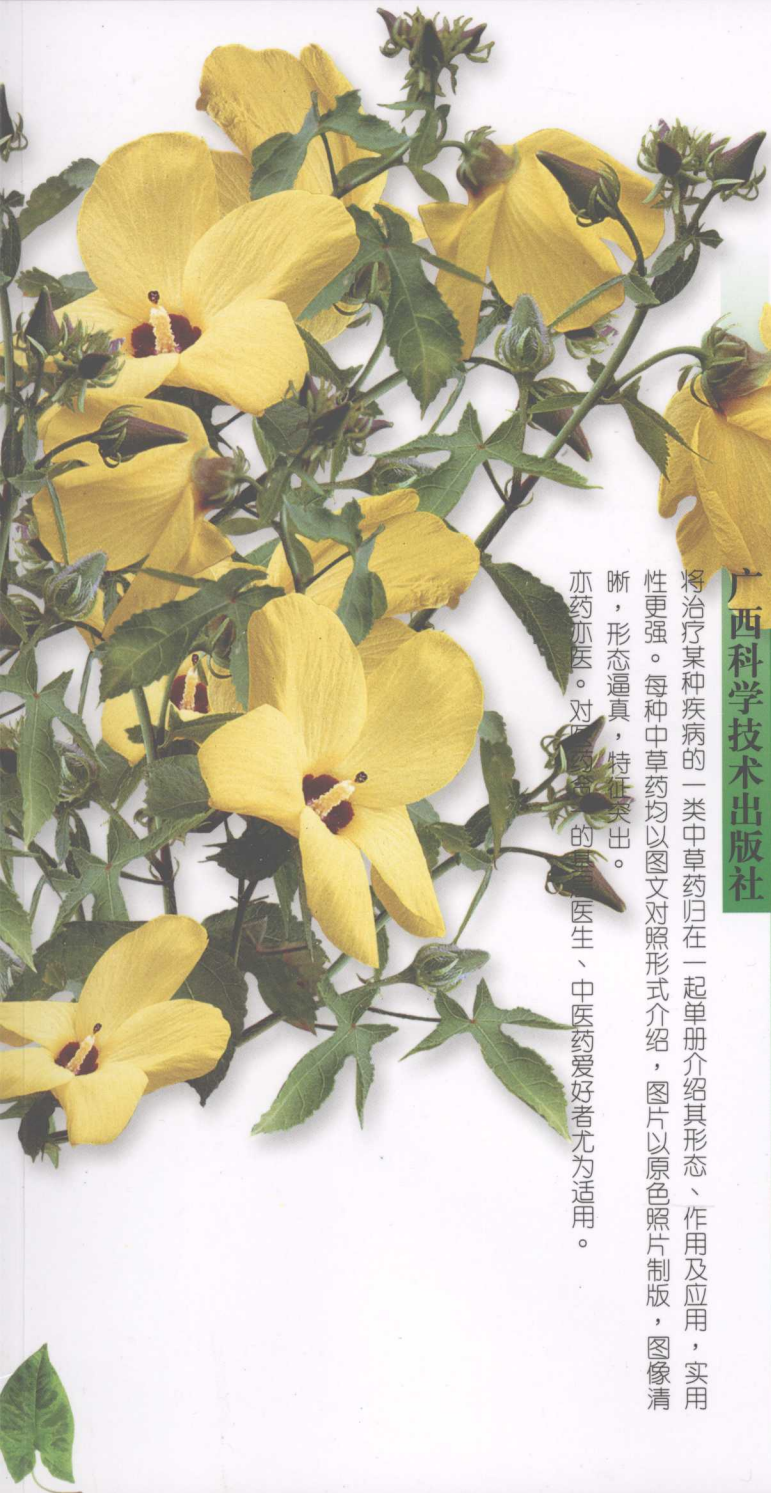 广西科学技术出版社
将治疗某种疾病的一类中草药归在一起单册介绍其形态、作用及应用，实用
性更强。每种中草药均以图文对照形式介绍，图片以原色照片制版，图像清
晰，形态逼真，特征突出。
亦药亦医。对医药 的基层医生、中医药爱好者尤为适用。